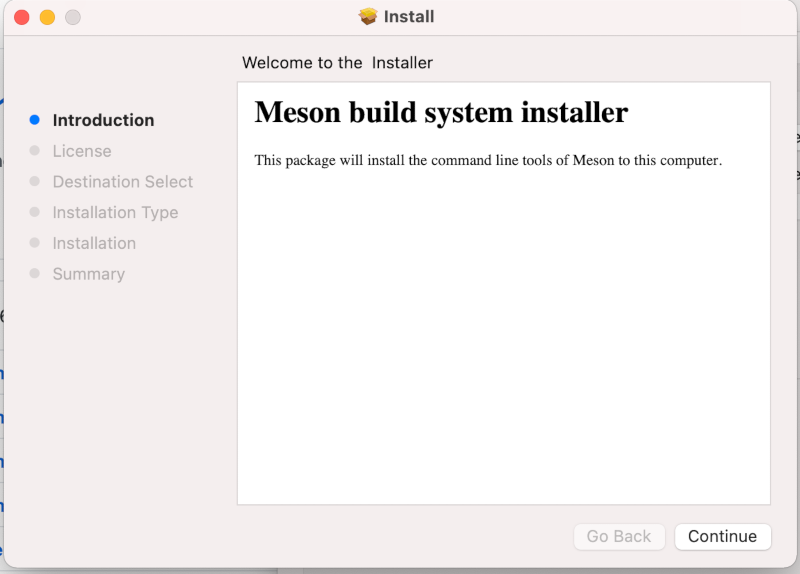 Install
Welcome to the  Installer
Introduction
License
Destination Select
Installation Type
Installation
Summary
Meson build system installer
This package will install the command line tools of Meson to this computer.
Go Back
Continue